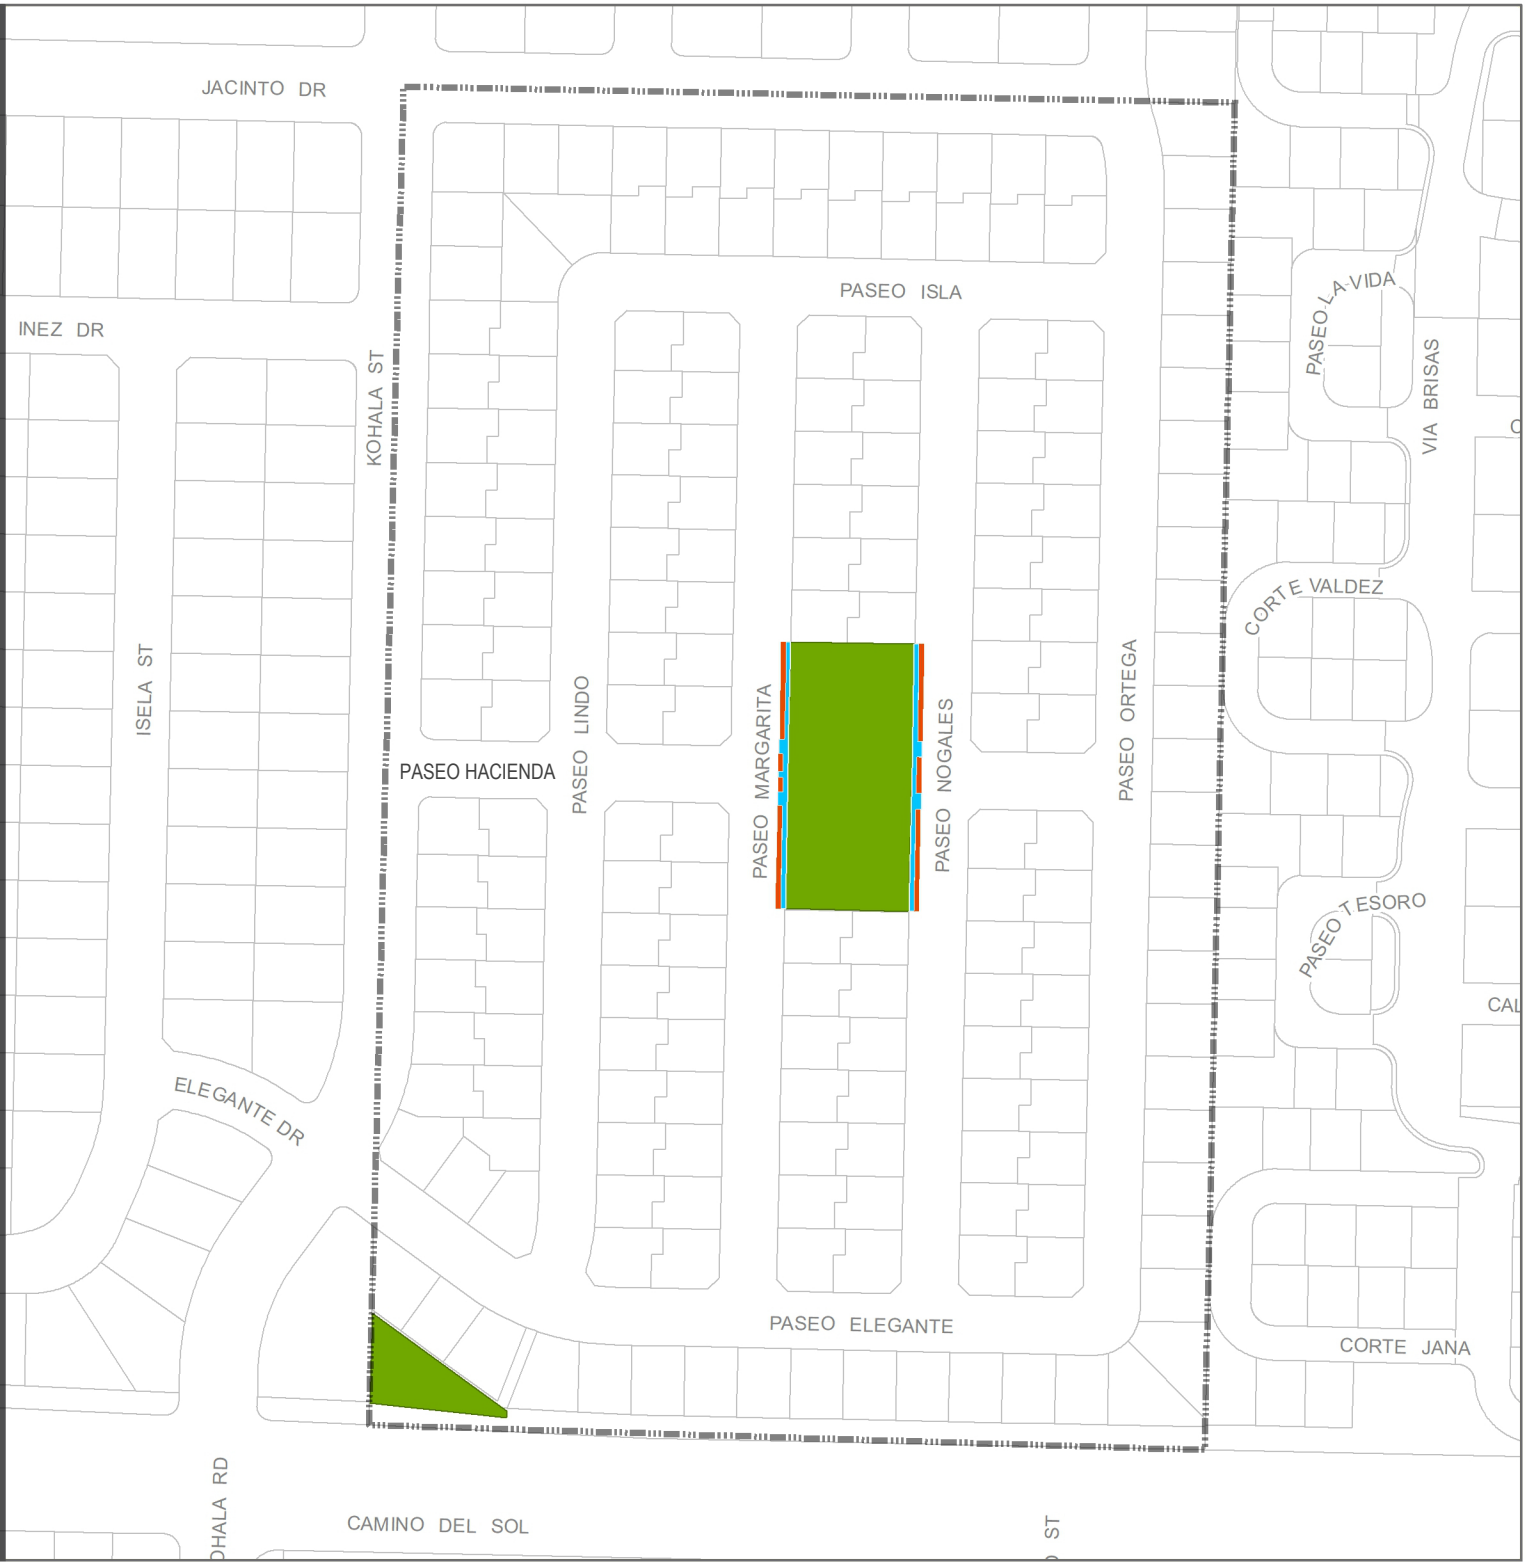 JACINTO DR
PASEO ISLA
PASEO LA VIDA
INEZ DR
KOHALA ST
VIA BRISAS
CORTE VALDEZ
ISELA ST
PASEO LINDO
PASEO MARGARITA
PASEO NOGALES
PASEO ORTEGA
PASEO HACIENDA
PASEO TESORO
CAL
ELEGANTE DR
PASEO ELEGANTE
CORTE JANA
OHALA RD
CAMINO DEL SOL
ST